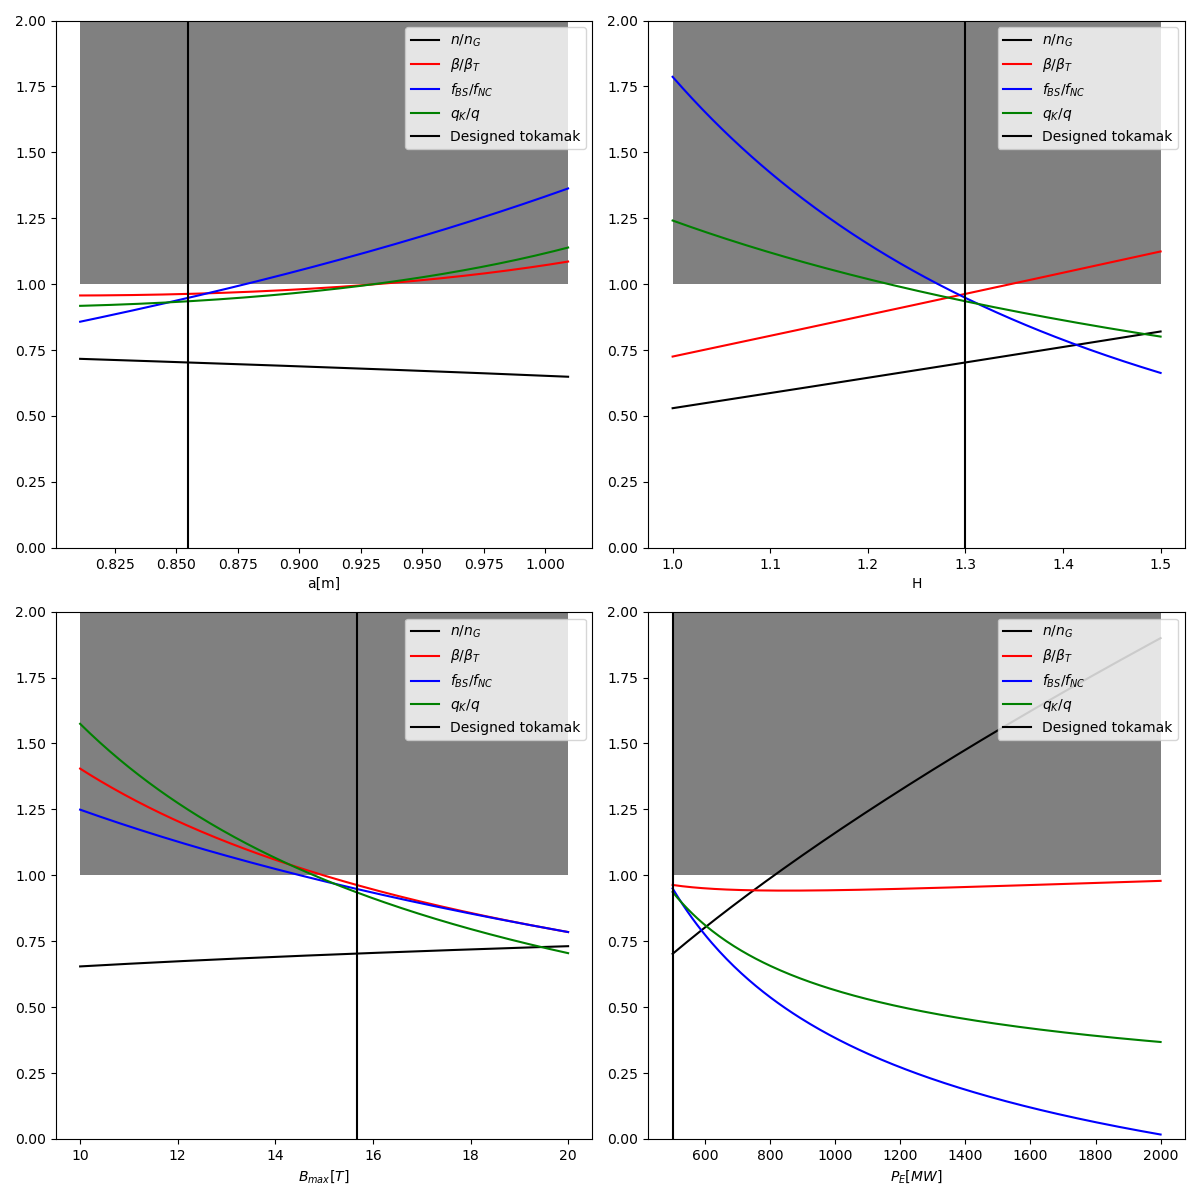 2.00
1.75
1.50
1.25
1.00
0.75
0.50
0.25
0.00
n/n_G
β/β_T
f_BS/f_NC
q_K/q
Designed tokamak
0.825 0.850 0.875 0.900 0.925 0.950 0.975 1.000
a[m]
2.00
1.75
1.50
1.25
1.00
0.75
0.50
0.25
0.00
n/n_G
β/β_T
f_BS/f_NC
q_K/q
Designed tokamak
1.0 1.1 1.2 1.3 1.4 1.5
H
2.00
1.75
1.50
1.25
1.00
0.75
0.50
0.25
0.00
n/n_G
β/β_T
f_BS/f_NC
q_K/q
Designed tokamak
10 12 14 16 18 20
B_max[T]
2.00
1.75
1.50
1.25
1.00
0.75
0.50
0.25
0.00
n/n_G
β/β_T
f_BS/f_NC
q_K/q
Designed tokamak
600 800 1000 1200 1400 1600 1800 2000
P_E[MW]